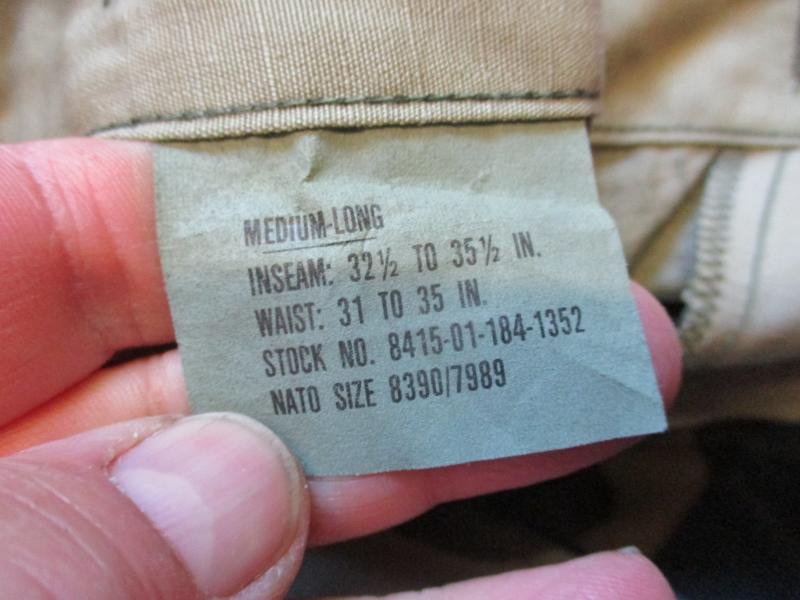 MEDIUM-LONG
INSEAM: 32½ TO 35½ IN.
WAIST: 31 TO 35 IN.
STOCK NO. 8415-01-184-1352
NATO SIZE 8390/7989